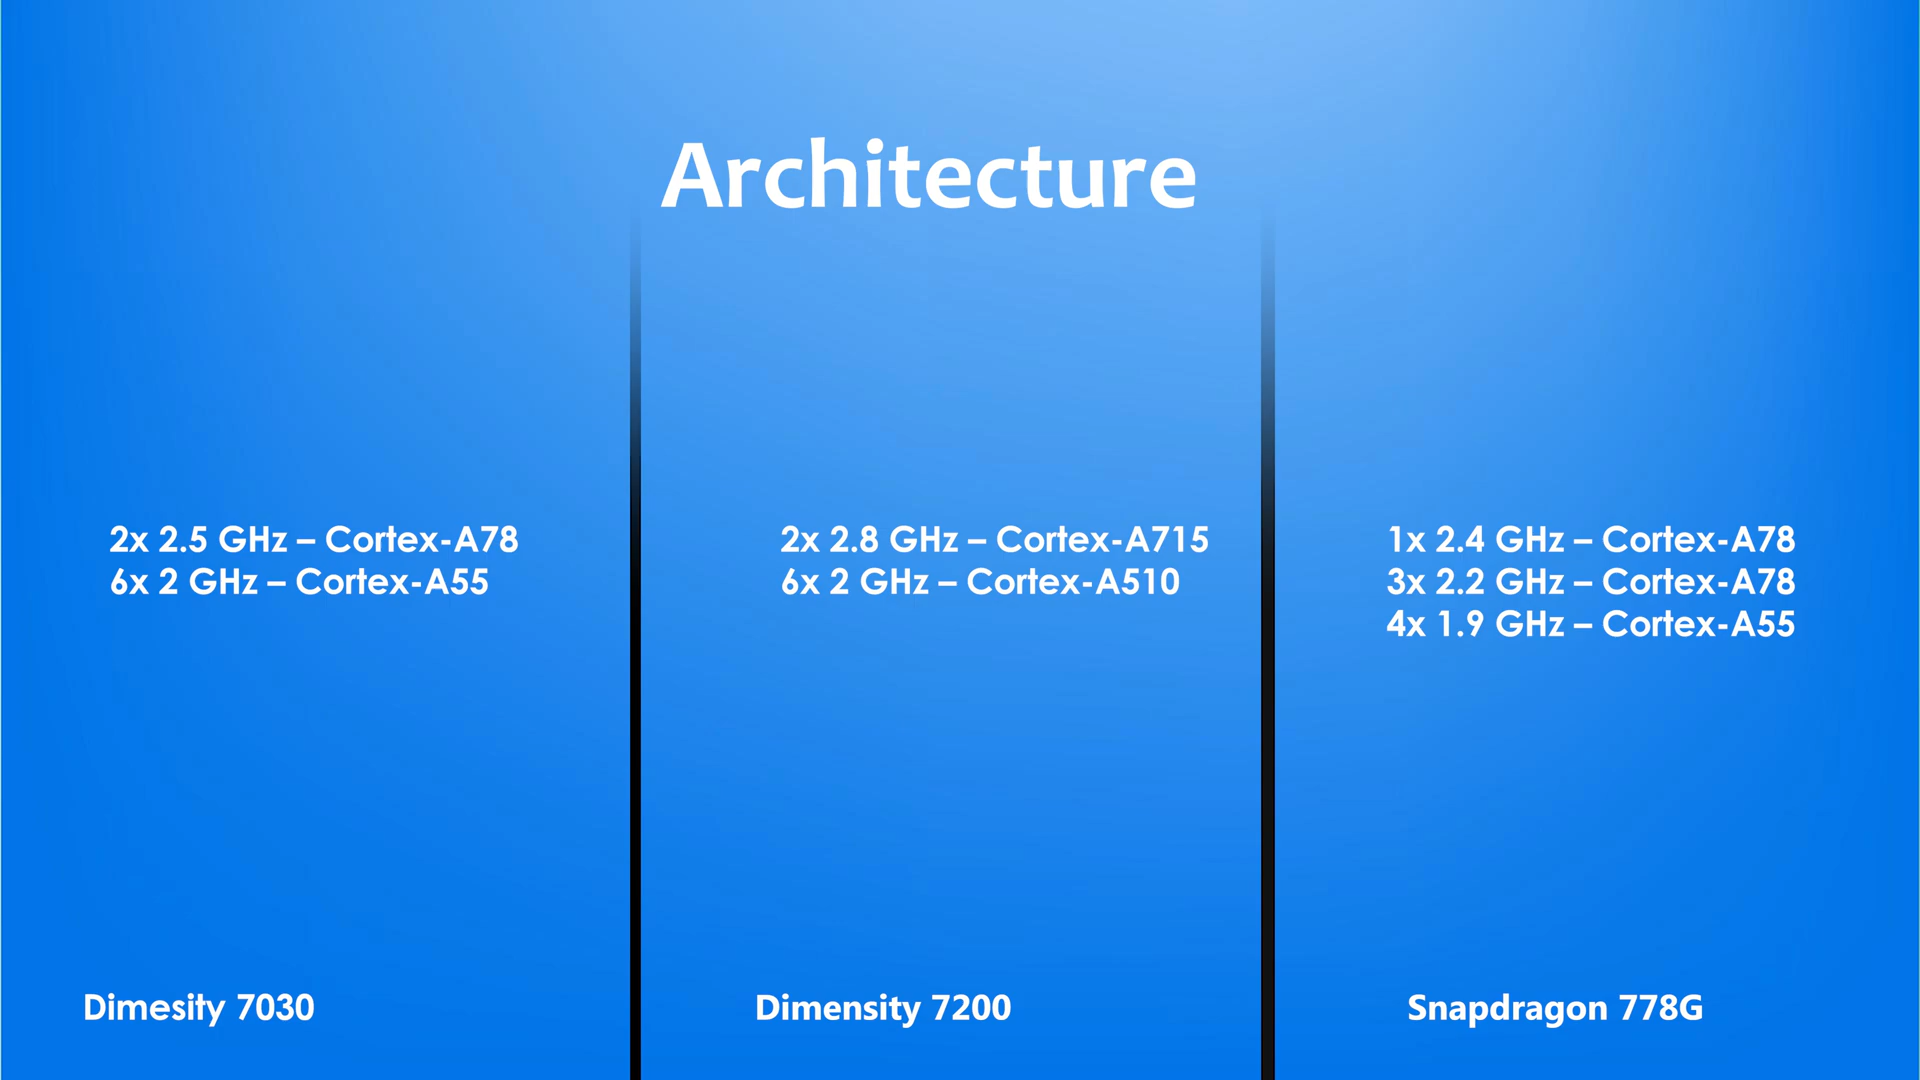 Architecture
2x 2.5 GHz – Cortex-A78
6x 2 GHz – Cortex-A55
2x 2.8 GHz – Cortex-A715
6x 2 GHz – Cortex-A510
1x 2.4 GHz – Cortex-A78
3x 2.2 GHz – Cortex-A78
4x 1.9 GHz – Cortex-A55
Dimesity 7030
Dimensity 7200
Snapdragon 778G